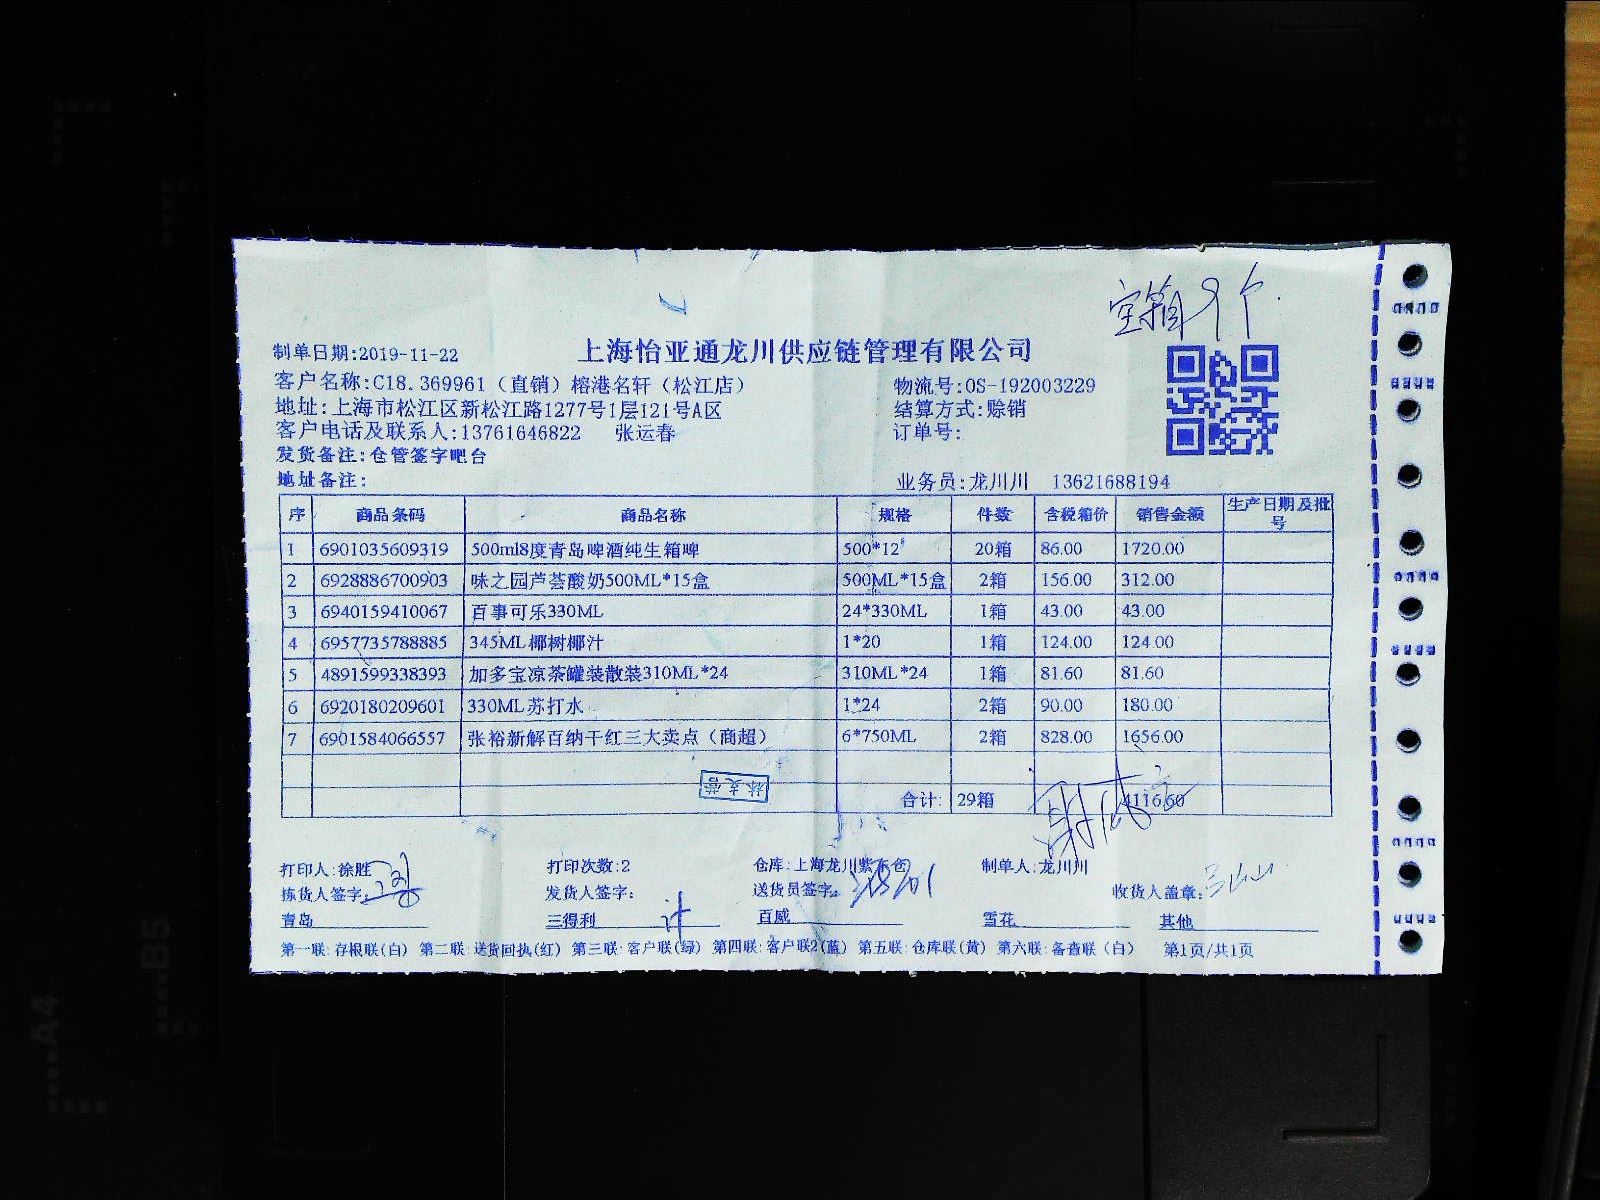 空箱9个.
上海怡亚通龙川供应链管理有限公司
制单日期:2019-11-22
客户名称:C18.369961（直销）榕港名轩（松江店） 物流号:OS-192003229
地址:上海市松江区新松江路1277号1层121号A区 结算方式:赊销
客户电话及联系人:13761646822 张运春 订单号:
发货备注:仓管签字吧台
地址备注: 业务员:龙川川 13621688194
序 商品条码 商品名称 规格 件数 含税箱价 销售金额 生产日期及批号
1 6901035609319 500ml8度青岛啤酒纯生箱啤 500*12 20箱 86.00 1720.00
2 6928886700903 味之园芦荟酸奶500ML*15盒 500ML*15盒 2箱 156.00 312.00
3 6940159410067 百事可乐330ML 24*330ML 1箱 43.00 43.00
4 6957735788885 345ML椰树椰汁 1*20 1箱 124.00 124.00
5 4891599338393 加多宝凉茶罐装散装310ML*24 310ML*24 1箱 81.60 81.60
6 6920180209601 330ML苏打水 1*24 2箱 90.00 180.00
7 6901584066557 张裕新解百纳干红三大卖点（商超） 6*750ML 2箱 828.00 1656.00
合计: 29箱 4116.60
打印人:徐胜 打印次数:2 仓库:上海龙川紫东仓 制单人:龙川川
拣货人签字: 发货人签字: 送货员签字: 收货人盖章:
青岛 三得利 百威 雪花 其他
第一联:存根联(白) 第二联:送货回执(红) 第三联:客户联(绿) 第四联:客户联2(蓝) 第五联:仓库联(黄) 第六联:备查联（白） 第1页/共1页